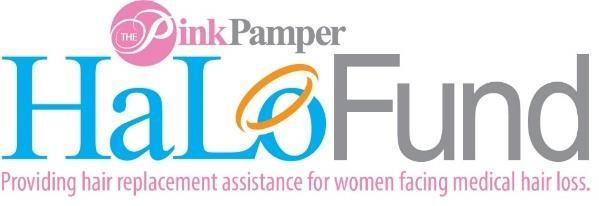 THE PinkPamper
HaLoFund
Providing hair replacement assistance for women facing medical hair loss.